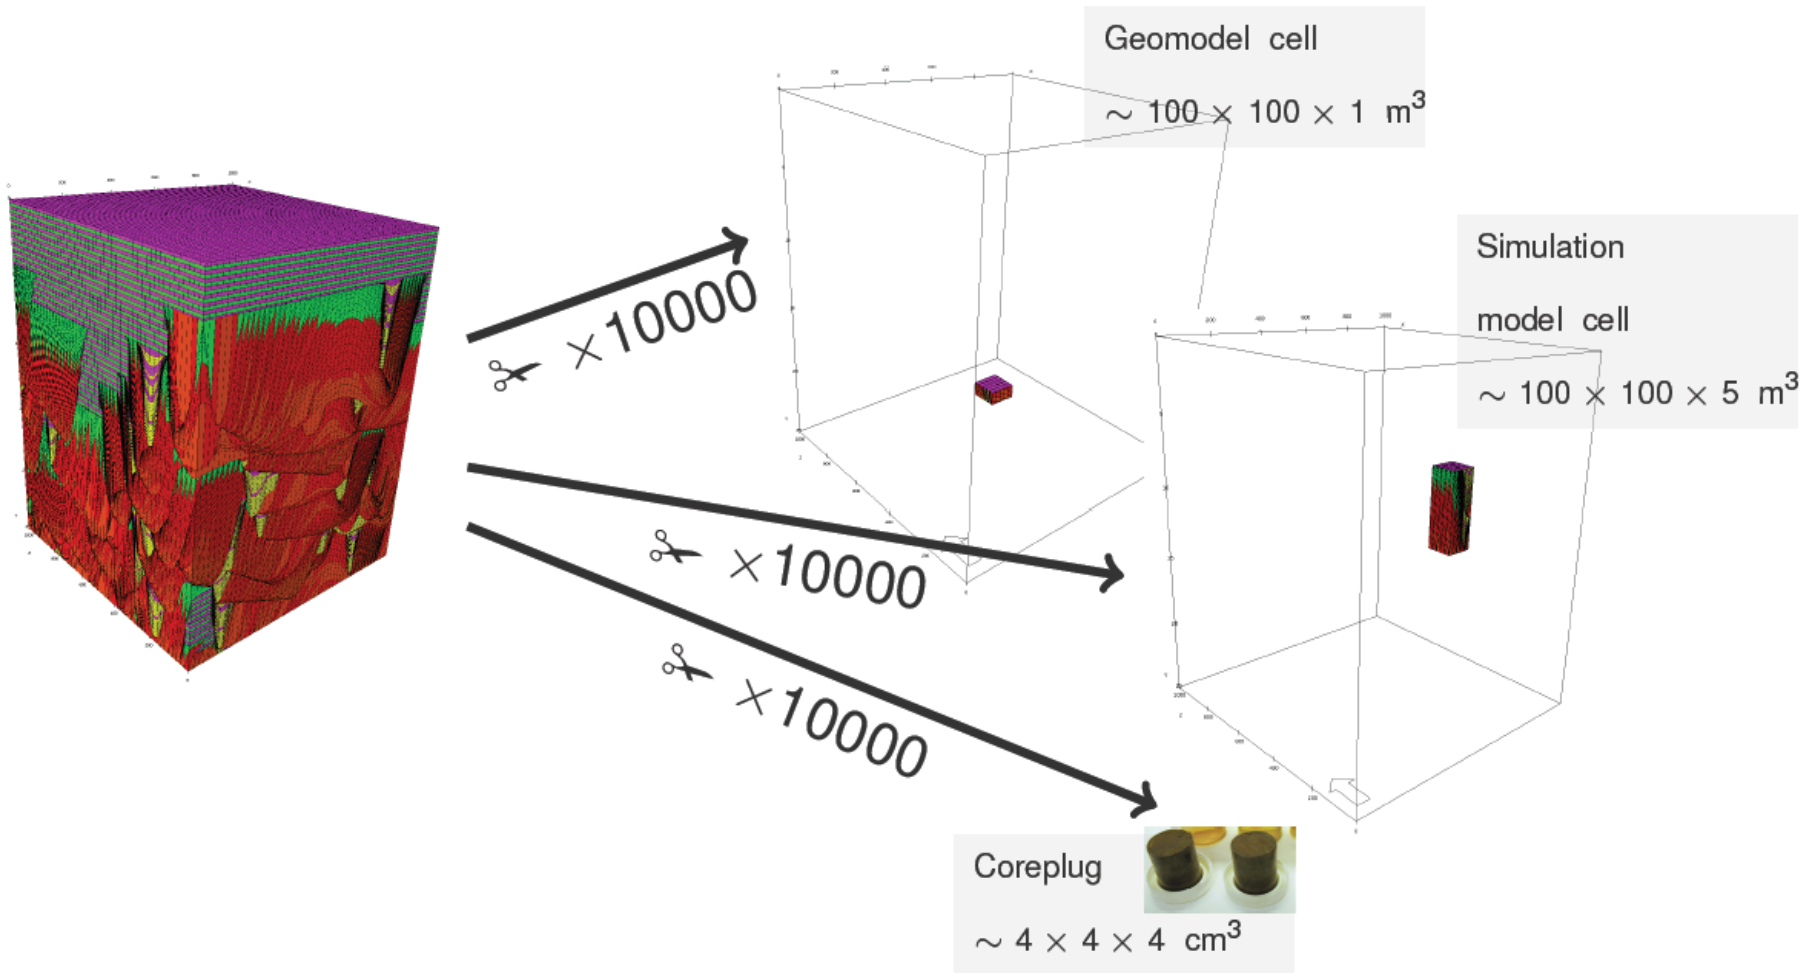 Geomodel cell
~ 100 × 100 × 1 m³
Simulation
model cell
~ 100 × 100 × 5 m³
×10000
×10000
×10000
Coreplug
~ 4 × 4 × 4 cm³